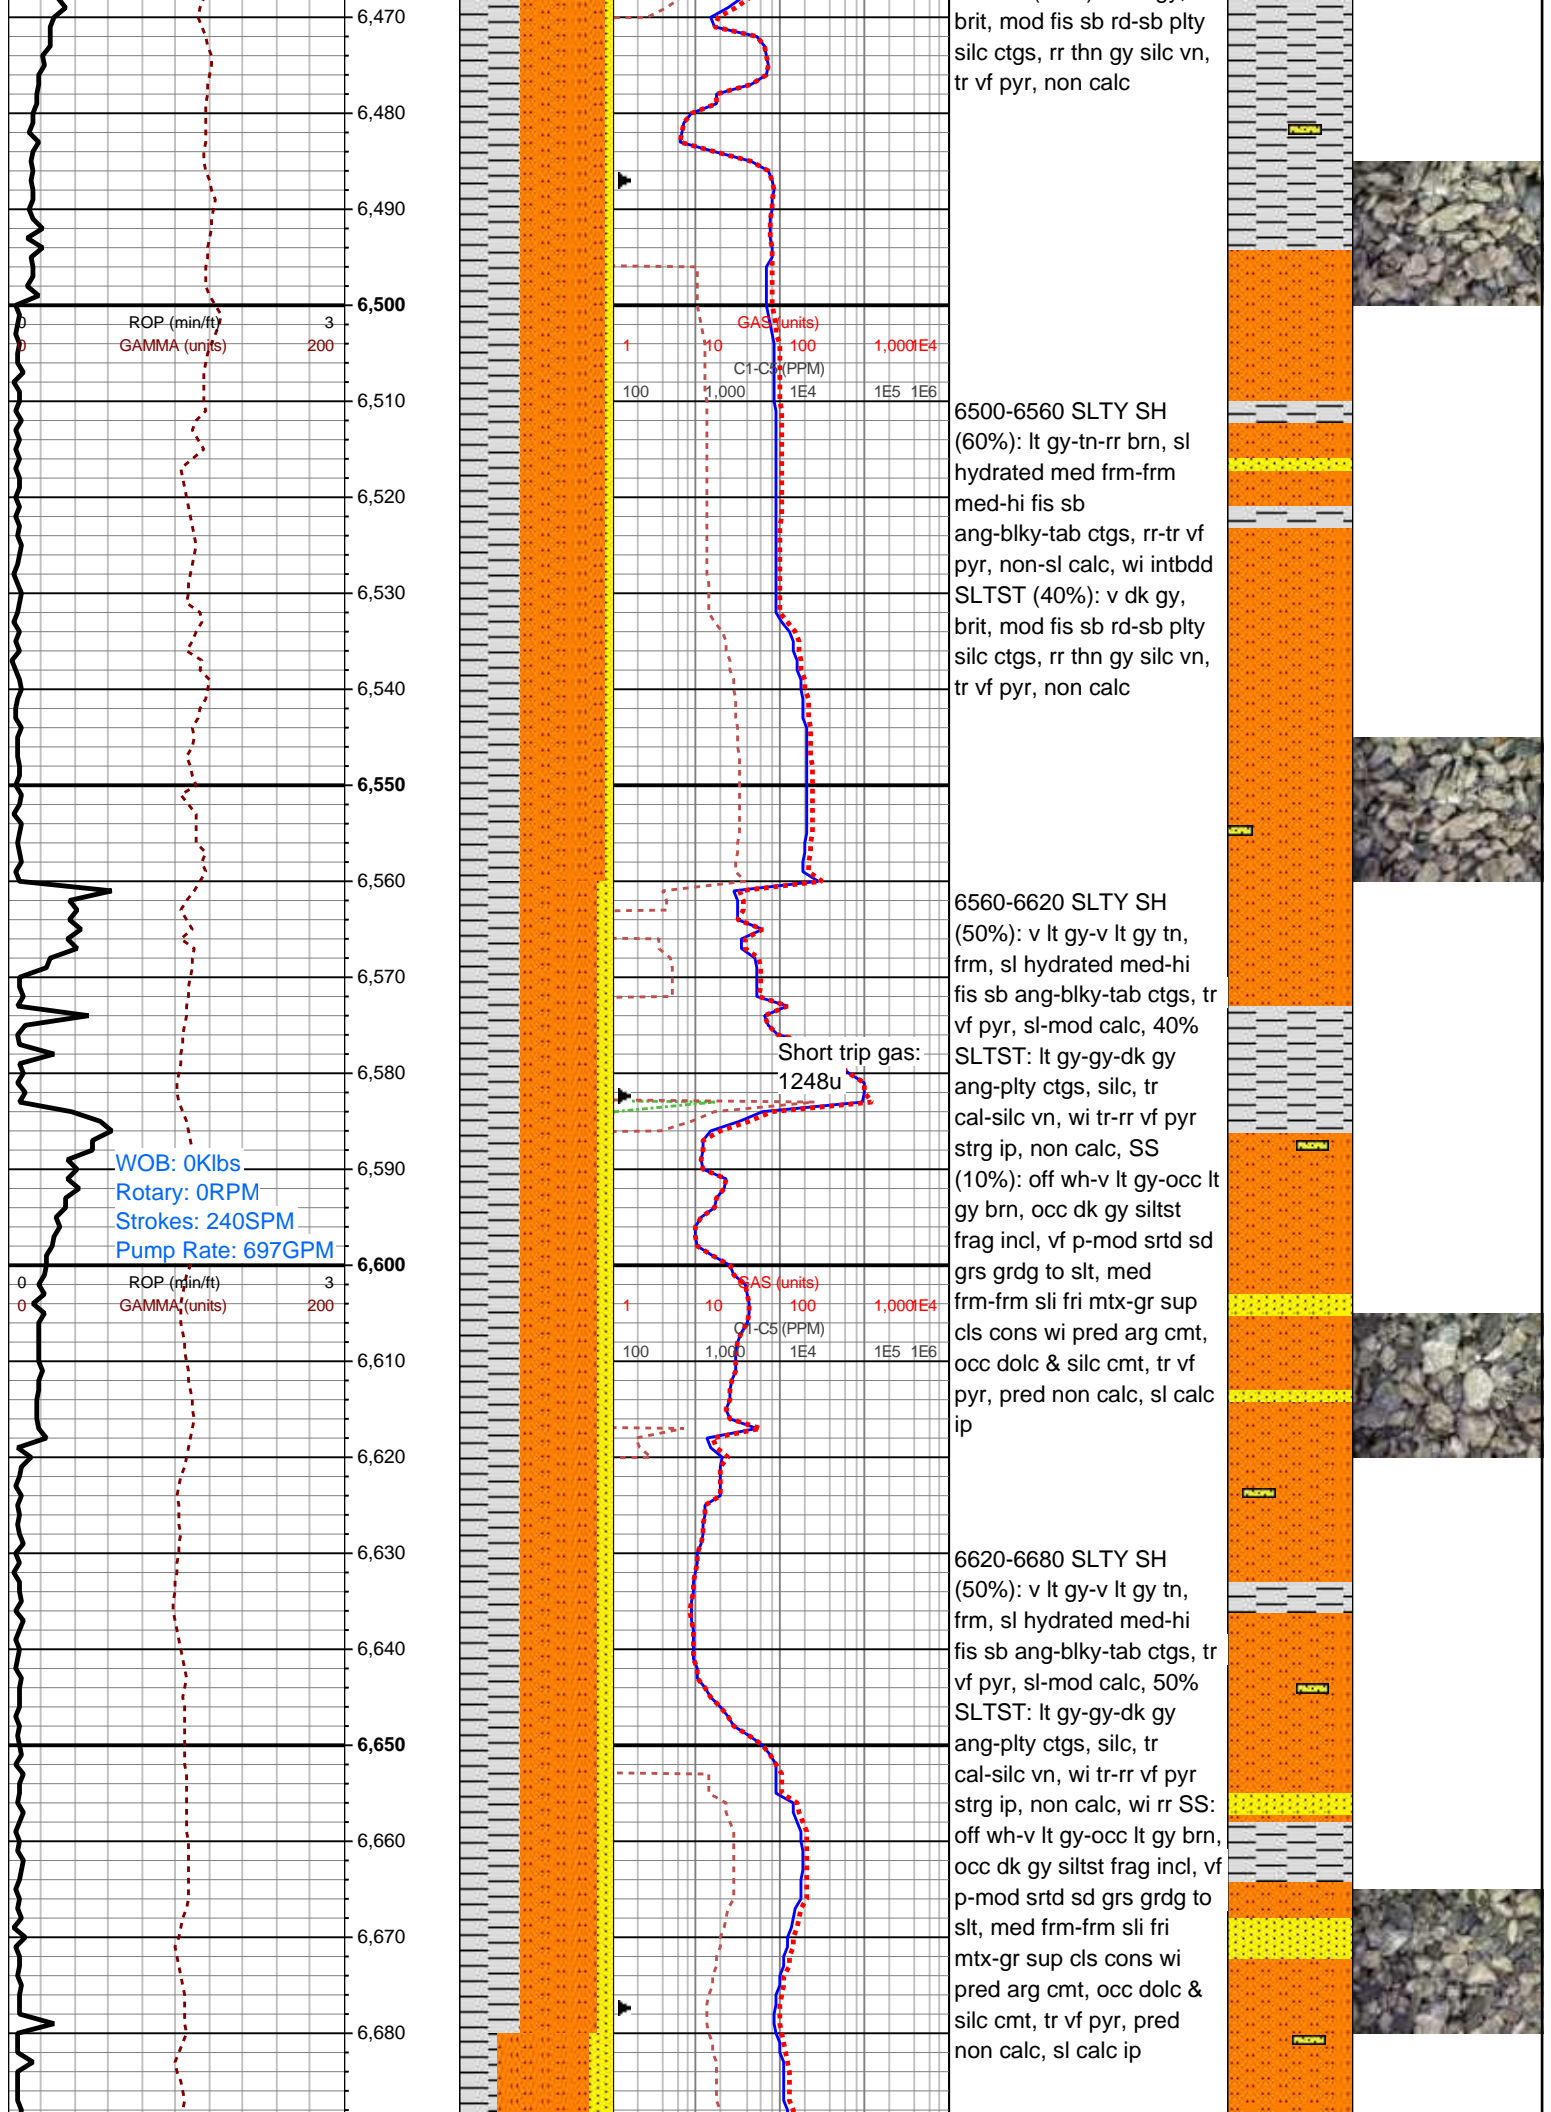 brit, mod fis sb rd-sb plty
silc ctgs, rr thn gy silc vn,
tr vf pyr, non calc
6,470
6,480
6,490
6,500
0 ROP (min/ft) 3
0 GAMMA (units) 200
GAS (units)
1 10 100 1,000 1E4
C1-C5 (PPM)
100 1,000 1E4 1E5 1E6
6,510
6,520
6,530
6,540
6,550
6,560
6500-6560 SLTY SH
(60%): lt gy-tn-rr brn, sl
hydrated med frm-frm
med-hi fis sb
ang-blky-tab ctgs, rr-tr vf
pyr, non-sl calc, wi intbdd
SLTST (40%): v dk gy,
brit, mod fis sb rd-sb plty
silc ctgs, rr thn gy silc vn,
tr vf pyr, non calc
6,570
6,580
6,590
Short trip gas:
1248u
WOB: 0Klbs
Rotary: 0RPM
Strokes: 240SPM
Pump Rate: 697GPM
6,600
0 ROP (min/ft) 3
0 GAMMA (units) 200
GAS (units)
1 10 100 1,000 1E4
C1-C5 (PPM)
100 1,000 1E4 1E5 1E6
6,610
6,620
6560-6620 SLTY SH
(50%): v lt gy-v lt gy tn,
frm, sl hydrated med-hi
fis sb ang-blky-tab ctgs, tr
vf pyr, sl-mod calc, 40%
SLTST: lt gy-gy-dk gy
ang-plty ctgs, silc, tr
cal-silc vn, wi tr-rr vf pyr
strg ip, non calc, SS
(10%): off wh-v lt gy-occ lt
gy brn, occ dk gy siltst
frag incl, vf p-mod srtd sd
grs grdg to slt, med
frm-frm sli fri mtx-gr sup
cls cons wi pred arg cmt,
occ dolc & silc cmt, tr vf
pyr, pred non calc, sl calc
ip
6,630
6,640
6,650
6,660
6,670
6,680
6620-6680 SLTY SH
(50%): v lt gy-v lt gy tn,
frm, sl hydrated med-hi
fis sb ang-blky-tab ctgs, tr
vf pyr, sl-mod calc, 50%
SLTST: lt gy-gy-dk gy
ang-plty ctgs, silc, tr
cal-silc vn, wi tr-rr vf pyr
strg ip, non calc, wi rr SS:
off wh-v lt gy-occ lt gy brn,
occ dk gy siltst frag incl, vf
p-mod srtd sd grs grdg to
slt, med frm-frm sli fri
mtx-gr sup cls cons wi
pred arg cmt, occ dolc &
silc cmt, tr vf pyr, pred
non calc, sl calc ip